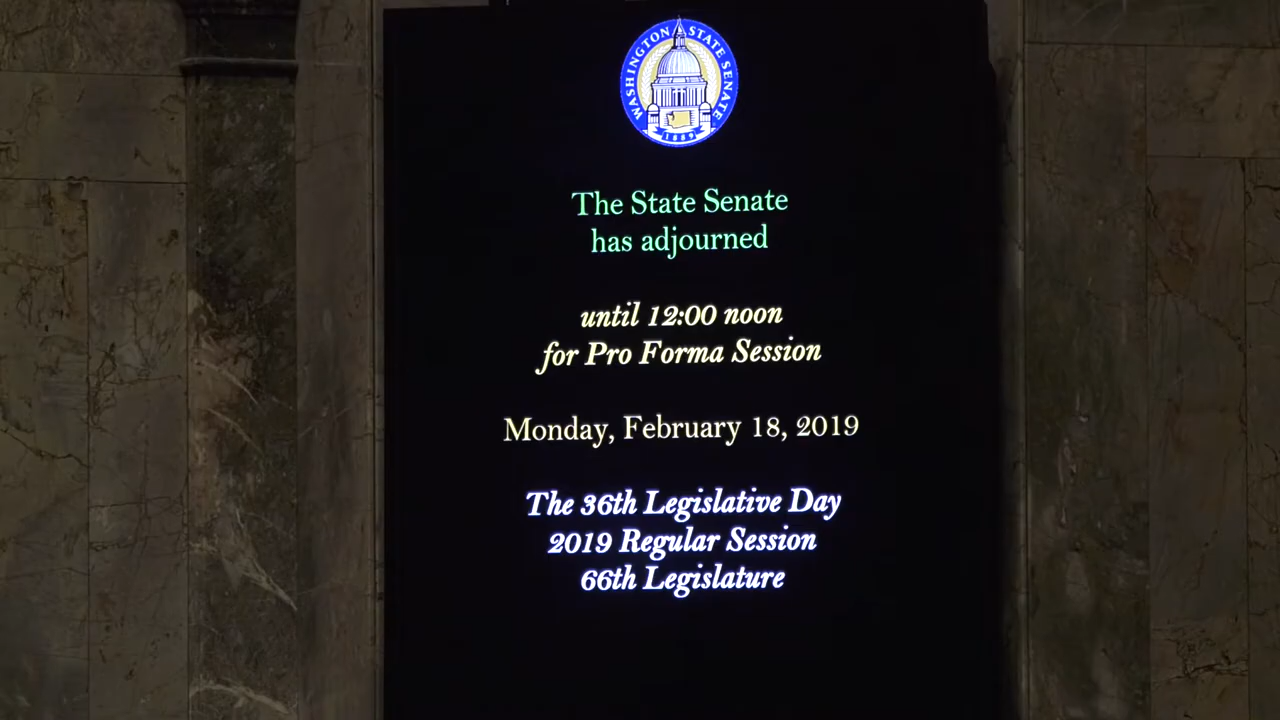 WASHINGTON STATE SENATE
1889
The State Senate
has adjourned
until 12:00 noon
for Pro Forma Session
Monday, February 18, 2019
The 36th Legislative Day
2019 Regular Session
66th Legislature